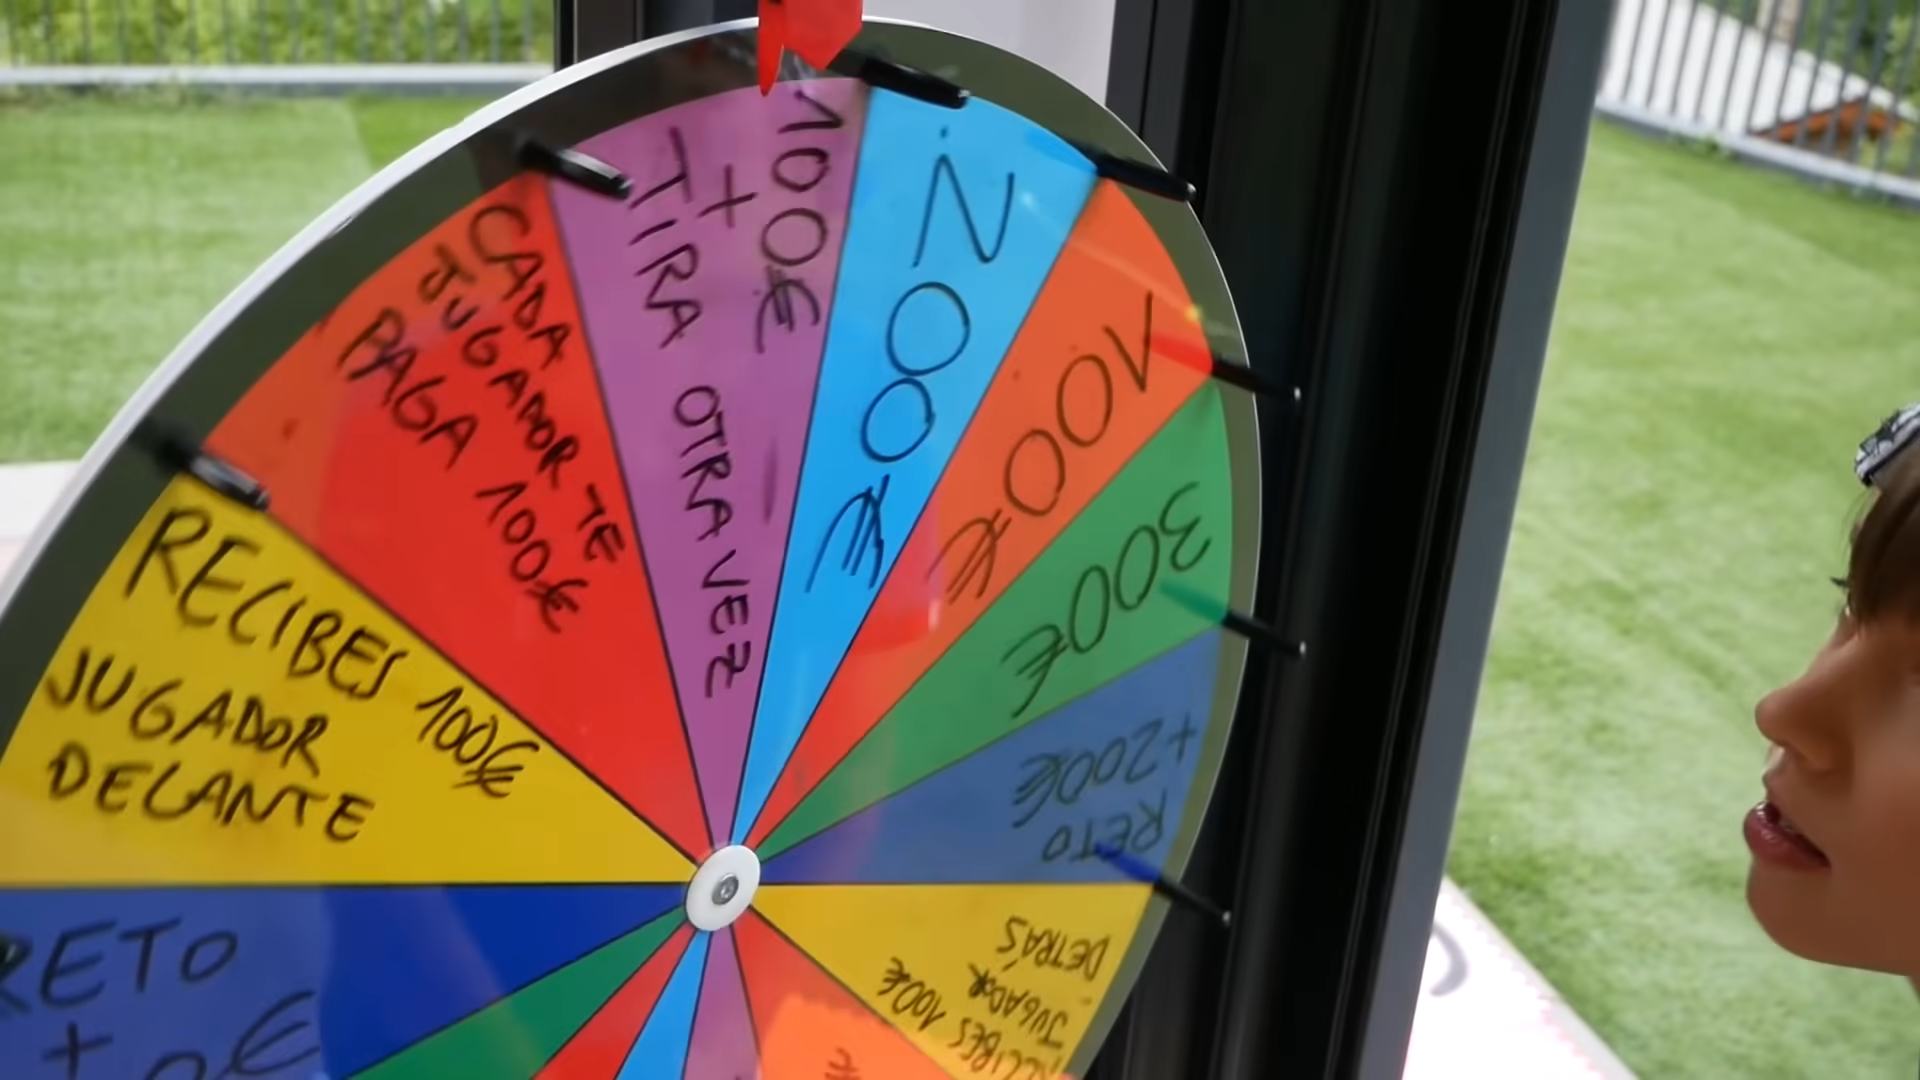 RECIBES 100€
JUGADOR
DELANTE
CADA
JUGADOR TE
PAGA 100€
100€
+
TIRA OTRA VEZ
200€
100€
300€
+200€
RETO
RECIBES 100€
JUGADOR
DETRÁS
RETO
+